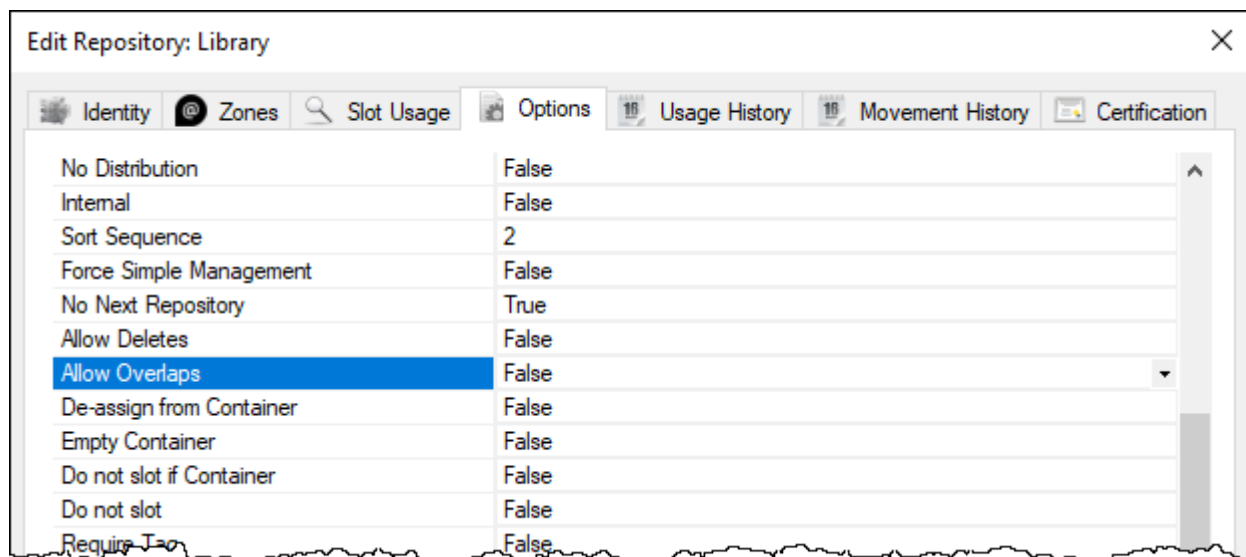 Edit Repository: Library
Identity Zones Slot Usage Options Usage History Movement History Certification
No Distribution False
Internal False
Sort Sequence 2
Force Simple Management False
No Next Repository True
Allow Deletes False
Allow Overlaps False
De-assign from Container False
Empty Container False
Do not slot if Container False
Do not slot False
Require Tag False